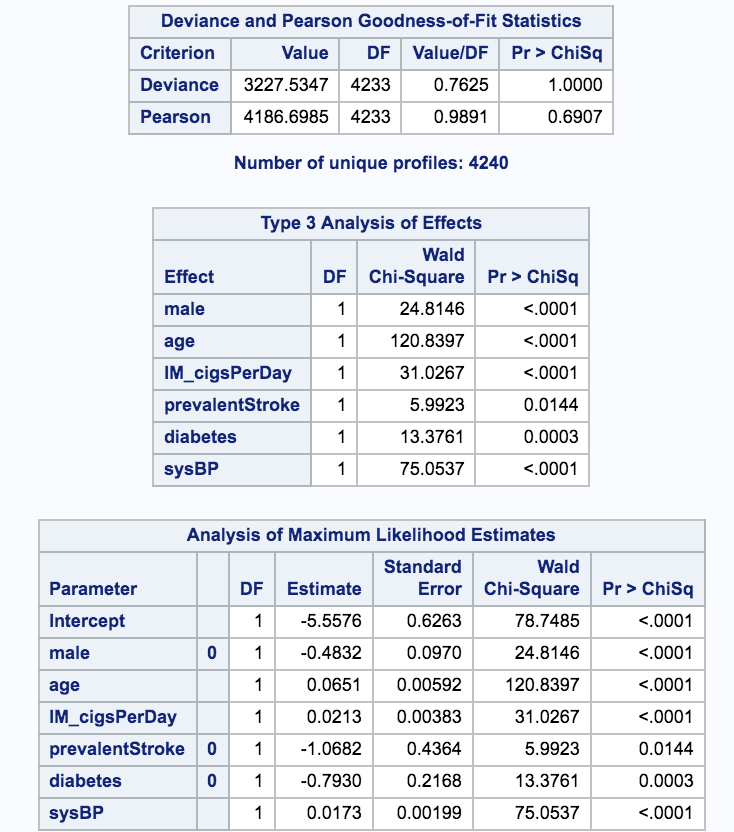 Deviance and Pearson Goodness-of-Fit Statistics
Criterion Value DF Value/DF Pr > ChiSq
Deviance 3227.5347 4233 0.7625 1.0000
Pearson 4186.6985 4233 0.9891 0.6907
Number of unique profiles: 4240
Type 3 Analysis of Effects
Wald
Effect DF Chi-Square Pr > ChiSq
male 1 24.8146 <.0001
age 1 120.8397 <.0001
IM_cigsPerDay 1 31.0267 <.0001
prevalentStroke 1 5.9923 0.0144
diabetes 1 13.3761 0.0003
sysBP 1 75.0537 <.0001
Analysis of Maximum Likelihood Estimates
Standard Wald
Parameter DF Estimate Error Chi-Square Pr > ChiSq
Intercept 1 -5.5576 0.6263 78.7485 <.0001
male 0 1 -0.4832 0.0970 24.8146 <.0001
age 1 0.0651 0.00592 120.8397 <.0001
IM_cigsPerDay 1 0.0213 0.00383 31.0267 <.0001
prevalentStroke 0 1 -1.0682 0.4364 5.9923 0.0144
diabetes 0 1 -0.7930 0.2168 13.3761 0.0003
sysBP 1 0.0173 0.00199 75.0537 <.0001